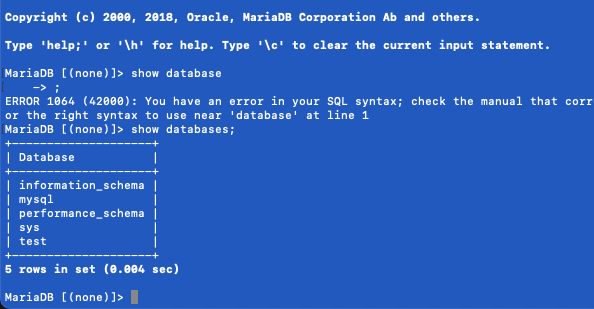 Copyright (c) 2000, 2018, Oracle, MariaDB Corporation Ab and others.
Type 'help;' or '\h' for help. Type '\c' to clear the current input statement.
MariaDB [(none)]> show database
    -> ;
ERROR 1064 (42000): You have an error in your SQL syntax; check the manual that corr
or the right syntax to use near 'database' at line 1
MariaDB [(none)]> show databases;
+--------------------+
| Database           |
+--------------------+
| information_schema |
| mysql              |
| performance_schema |
| sys                |
| test               |
+--------------------+
5 rows in set (0.004 sec)
MariaDB [(none)]>